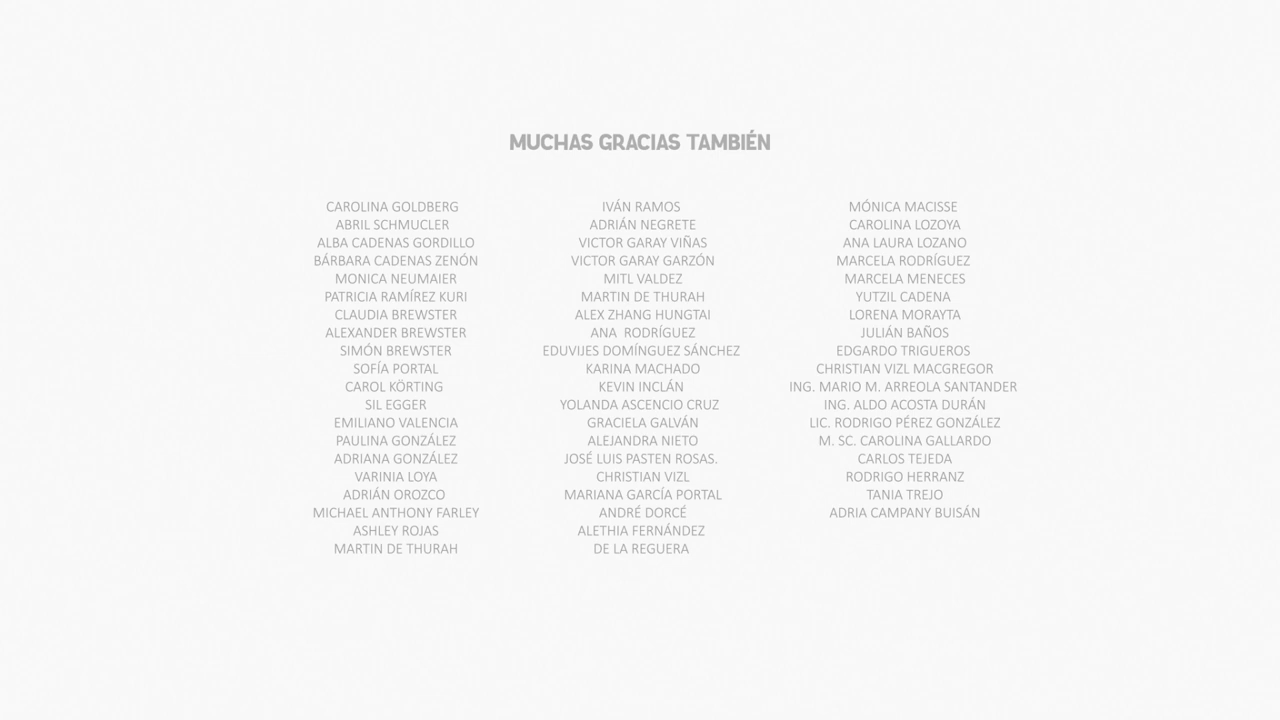 MUCHAS GRACIAS TAMBIÉN
CAROLINA GOLDBERG
ABRIL SCHMUCLER
ALBA CADENAS GORDILLO
BÁRBARA CADENAS ZENÓN
MONICA NEUMAIER
PATRICIA RAMÍREZ KURI
CLAUDIA BREWSTER
ALEXANDER BREWSTER
SIMÓN BREWSTER
SOFÍA PORTAL
CAROL KÖRTING
SIL EGGER
EMILIANO VALENCIA
PAULINA GONZÁLEZ
ADRIANA GONZÁLEZ
VARINIA LOYA
ADRIÁN OROZCO
MICHAEL ANTHONY FARLEY
ASHLEY ROJAS
MARTIN DE THURAH
IVÁN RAMOS
ADRIÁN NEGRETE
VICTOR GARAY VIÑAS
VICTOR GARAY GARZÓN
MITL VALDEZ
MARTIN DE THURAH
ALEX ZHANG HUNGTAI
ANA  RODRÍGUEZ
EDUVIJES DOMÍNGUEZ SÁNCHEZ
KARINA MACHADO
KEVIN INCLÁN
YOLANDA ASCENCIO CRUZ
GRACIELA GALVÁN
ALEJANDRA NIETO
JOSÉ LUIS PASTEN ROSAS.
CHRISTIAN VIZL
MARIANA GARCÍA PORTAL
ANDRÉ DORCÉ
ALETHIA FERNÁNDEZ
DE LA REGUERA
MÓNICA MACISSE
CAROLINA LOZOYA
ANA LAURA LOZANO
MARCELA RODRÍGUEZ
MARCELA MENECES
YUTZIL CADENA
LORENA MORAYTA
JULIÁN BAÑOS
EDGARDO TRIGUEROS
CHRISTIAN VIZL MACGREGOR
ING. MARIO M. ARREOLA SANTANDER
ING. ALDO ACOSTA DURÁN
LIC. RODRIGO PÉREZ GONZÁLEZ
M. SC. CAROLINA GALLARDO
CARLOS TEJEDA
RODRIGO HERRANZ
TANIA TREJO
ADRIA CAMPANY BUISÁN